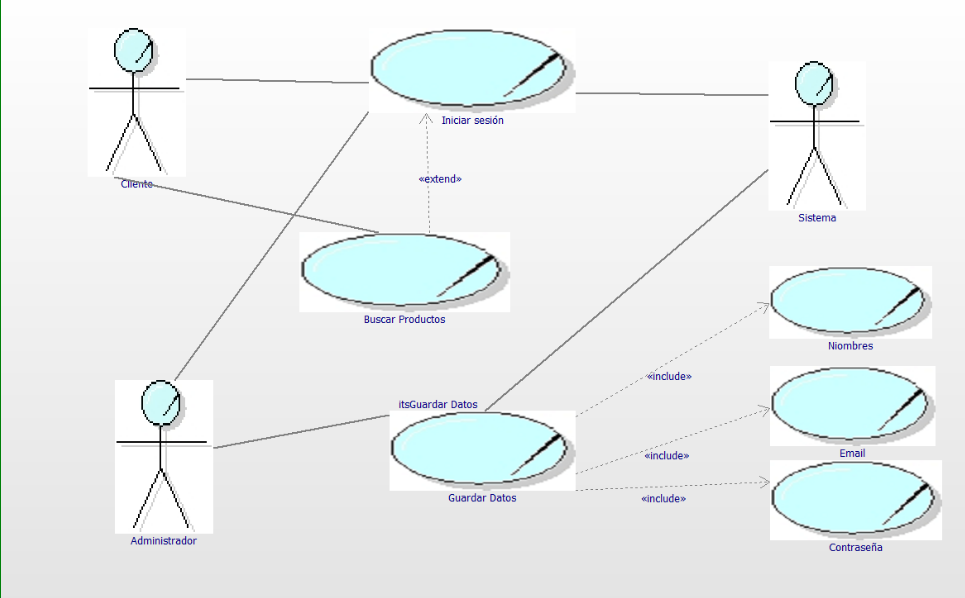 Iniciar sesión
«extend»
Cliente
Sistema
Buscar Productos
Niombres
«include»
itsGuardar Datos
Email
«include»
Guardar Datos
«include»
Administrador
Contraseña